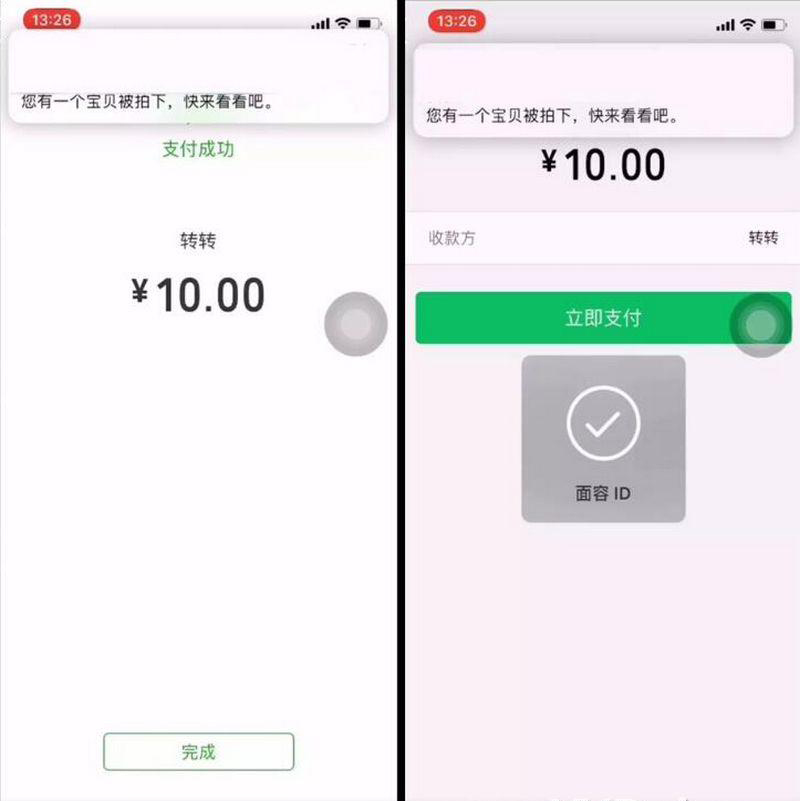 13:26
您有一个宝贝被拍下，快来看看吧。
支付成功
转转
¥10.00
完成
13:26
您有一个宝贝被拍下，快来看看吧。
¥10.00
收款方 转转
立即支付
面容 ID